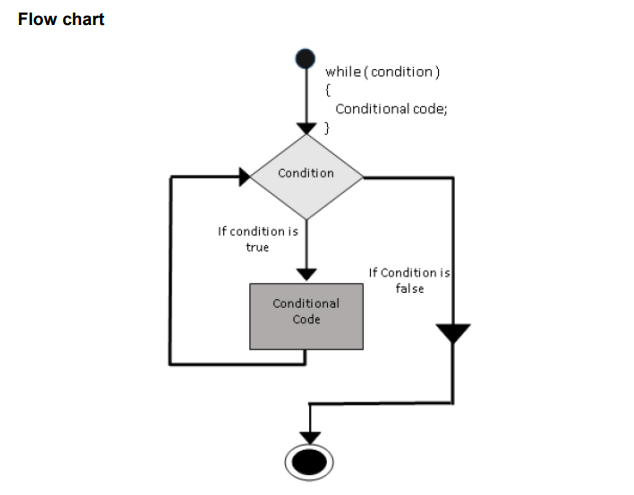 Flow chart
while ( condition )
{
Conditional code;
}
Condition
If condition is
true
If Condition is
false
Conditional
Code